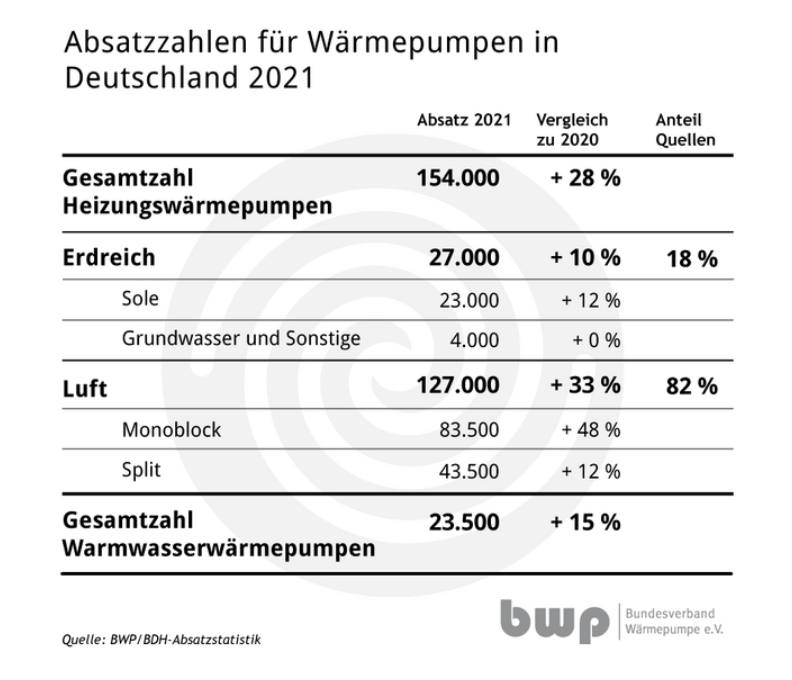 Absatzzahlen für Wärmepumpen in
Deutschland 2021
Absatz 2021 Vergleich zu 2020 Anteil Quellen
Gesamtzahl Heizungswärmepumpen 154.000 + 28 %
Erdreich 27.000 + 10 % 18 %
Sole 23.000 + 12 %
Grundwasser und Sonstige 4.000 + 0 %
Luft 127.000 + 33 % 82 %
Monoblock 83.500 + 48 %
Split 43.500 + 12 %
Gesamtzahl Warmwasserwärmepumpen 23.500 + 15 %
Quelle: BWP/BDH-Absatzstatistik
bwp
Bundesverband
Wärmepumpe e.V.